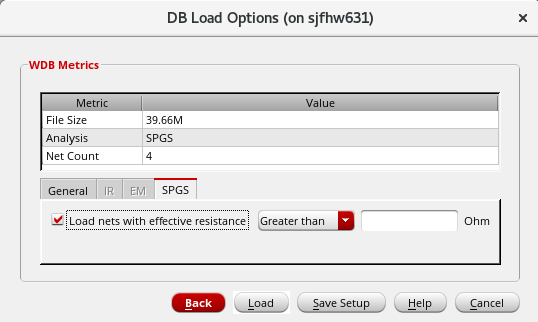 DB Load Options (on sjfhw631)
WDB Metrics
Metric Value
File Size 39.66M
Analysis SPGS
Net Count 4
General IR EM SPGS
Load nets with effective resistance Greater than Ohm
Back Load Save Setup Help Cancel